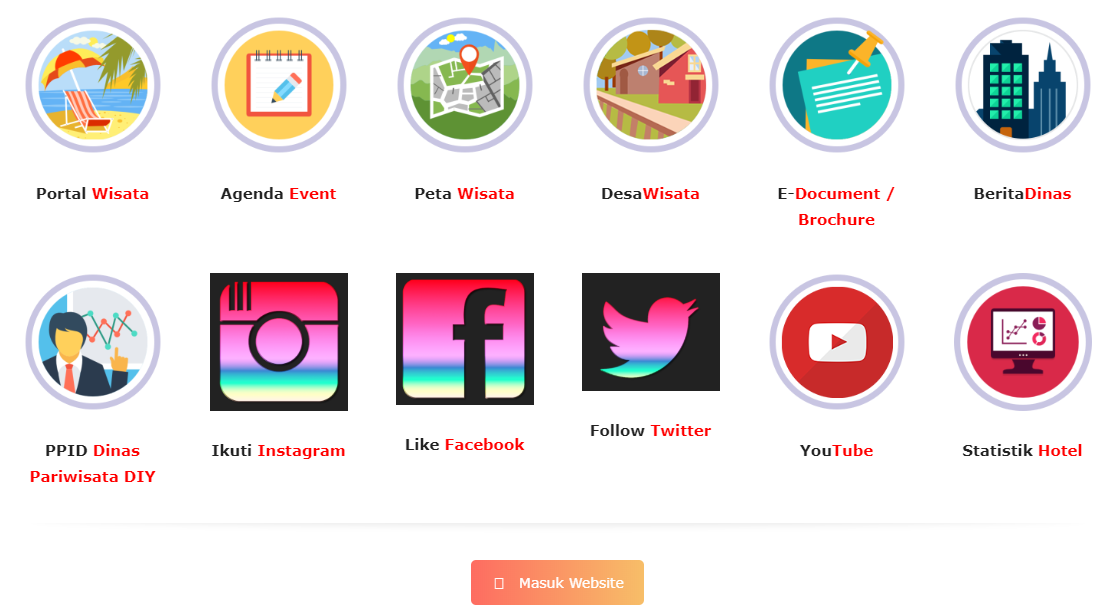 Portal Wisata
Agenda Event
Peta Wisata
DesaWisata
E-Document /
Brochure
BeritaDinas
PPID Dinas
Pariwisata DIY
Ikuti Instagram
Like Facebook
Follow Twitter
YouTube
Statistik Hotel
Masuk Website